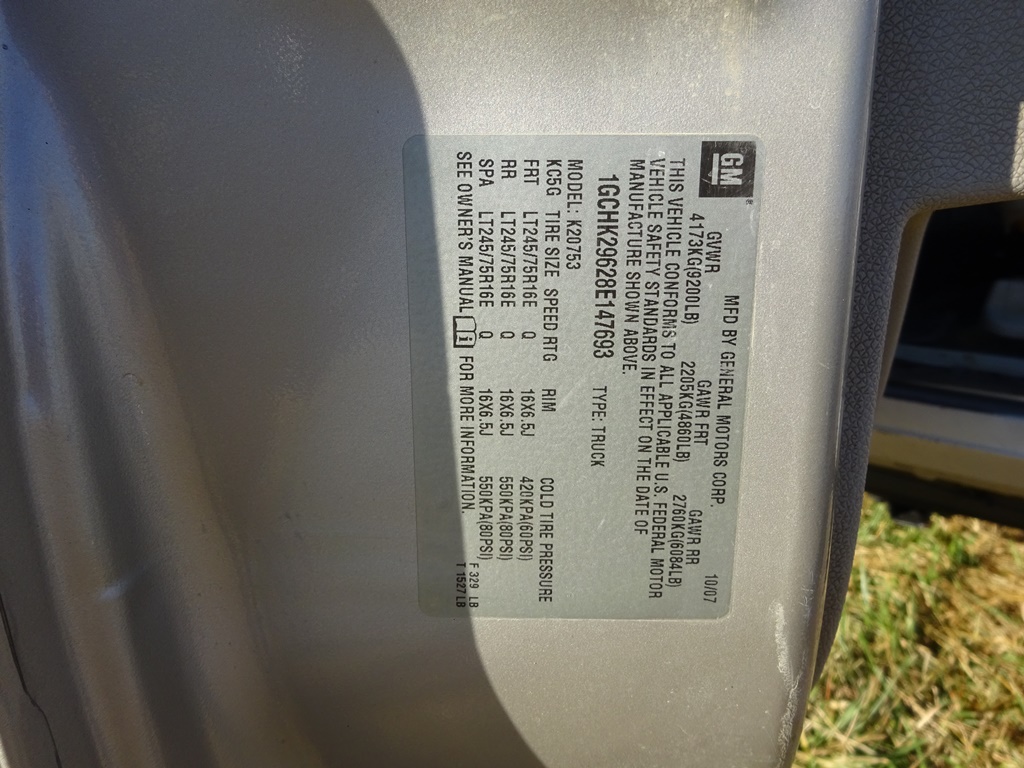 GM ®
MFD BY GENERAL MOTORS CORP. 10/07
GVWR GAWR FRT GAWR RR
4173KG(9200LB) 2205KG(4860LB) 2760KG(6084LB)
THIS VEHICLE CONFORMS TO ALL APPLICABLE U.S. FEDERAL MOTOR
VEHICLE SAFETY STANDARDS IN EFFECT ON THE DATE OF
MANUFACTURE SHOWN ABOVE.
1GCHK29628E147693 TYPE: TRUCK
MODEL: K20753
KC5G TIRE SIZE SPEED RTG RIM COLD TIRE PRESSURE
FRT LT245/75R16E Q 16X6.5J 420KPA(60PSI)
RR LT245/75R16E Q 16X6.5J 550KPA(80PSI)
SPA LT245/75R16E Q 16X6.5J 550KPA(80PSI)
SEE OWNER'S MANUAL i FOR MORE INFORMATION.
F 329 LB
T 1527 LB